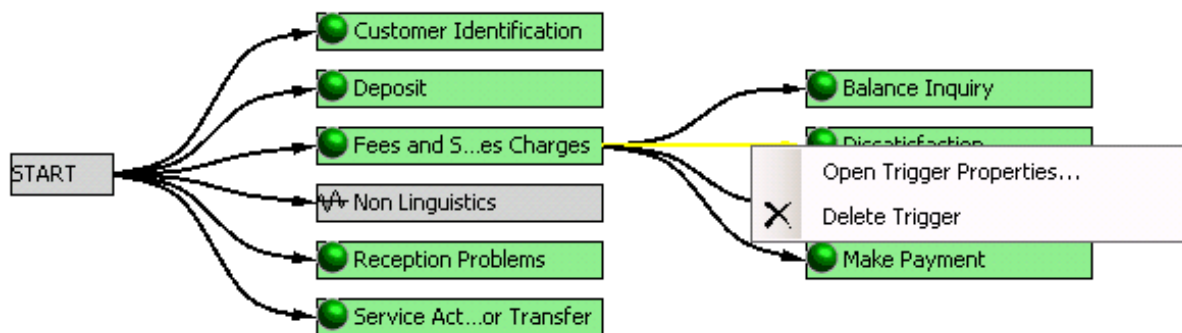 START
Customer Identification
Deposit
Fees and S...es Charges
Non Linguistics
Reception Problems
Service Act...or Transfer
Balance Inquiry
Dissatisfaction
Open Trigger Properties...
Delete Trigger
Make Payment